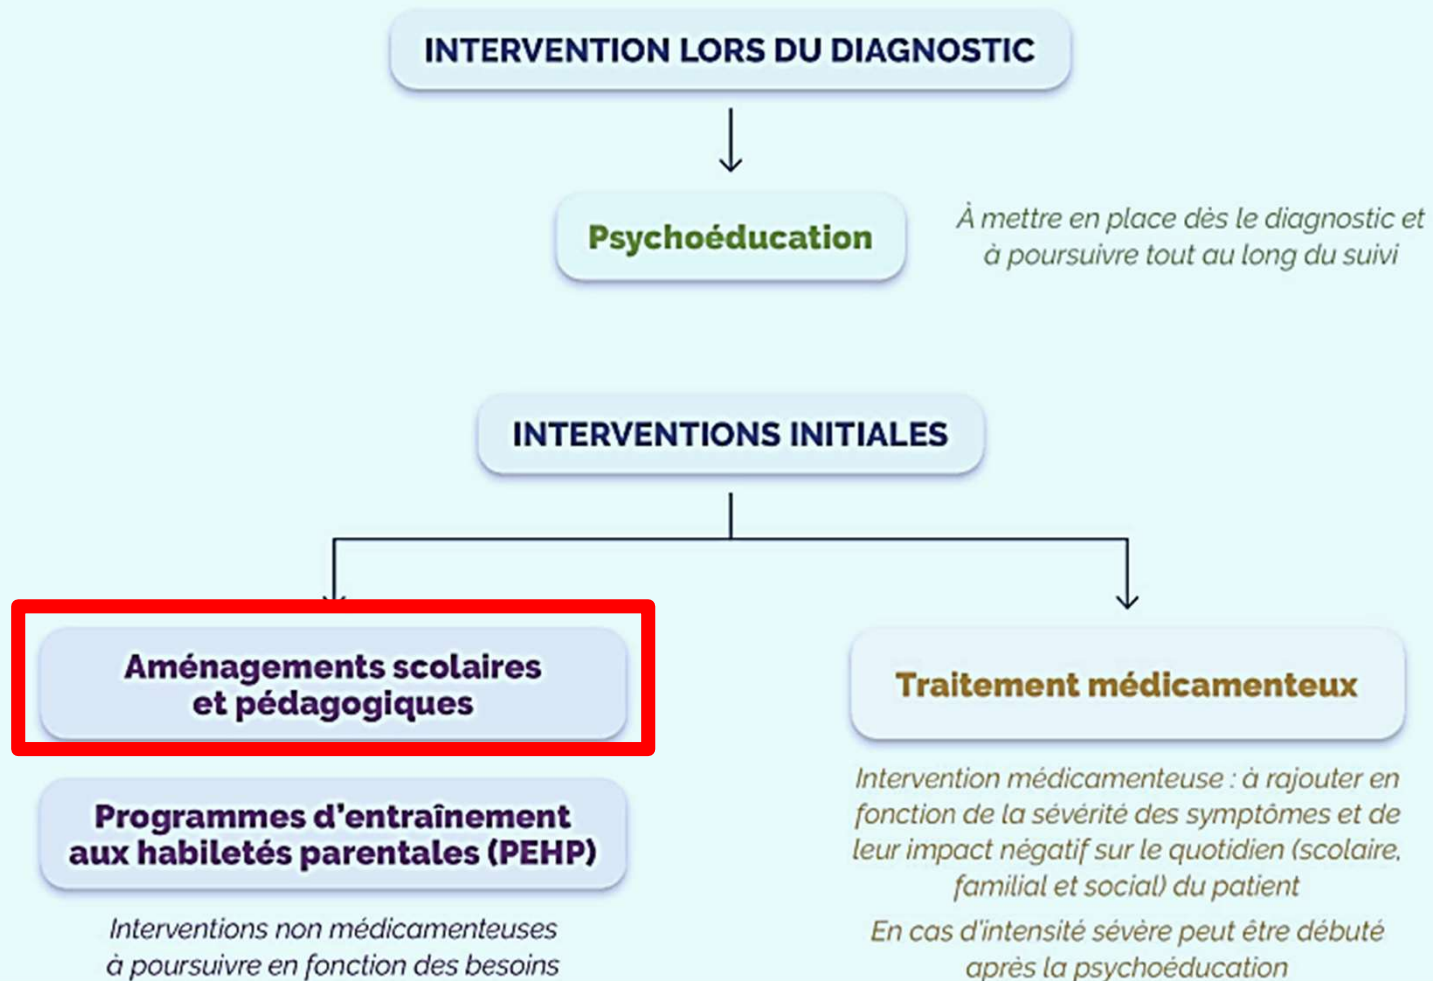 INTERVENTION LORS DU DIAGNOSTIC
Psychoéducation
À mettre en place dès le diagnostic et
à poursuivre tout au long du suivi
INTERVENTIONS INITIALES
Aménagements scolaires
et pédagogiques
Programmes d'entraînement
aux habiletés parentales (PEHP)
Interventions non médicamenteuses
à poursuivre en fonction des besoins
Traitement médicamenteux
Intervention médicamenteuse : à rajouter en
fonction de la sévérité des symptômes et de
leur impact négatif sur le quotidien (scolaire,
familial et social) du patient
En cas d'intensité sévère peut être débuté
après la psychoéducation